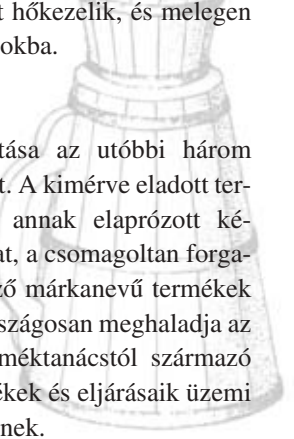 t hőkezelik, és melegen
okba.
tása az utóbbi három
t. A kimérve eladott ter-
annak elaprózott ké-
at, a csomagoltan forga-
ző márkanevű termékek
szágosan meghaladja az
méktanácstól származó
ékek és eljárásaik üzemi
nek.